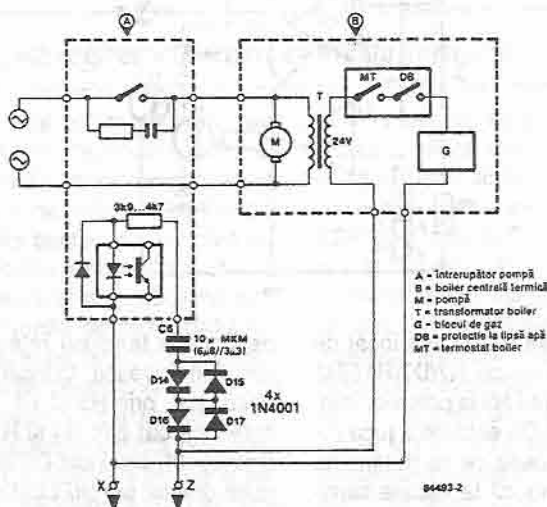 A
B
MT
DB
T
M
24V
G
3k9...4k7
C6
10 µ MKM
(6µ8//3µ3)
D14
D15
4x
1N4001
D16
D17
A = întrerupător pompă
B = boiler centrală termică
M = pompă
T = transformator boiler
G = blocul de gaz
DB = protecție la lipsă apă
MT = termostat boiler
X
Z
84493-2